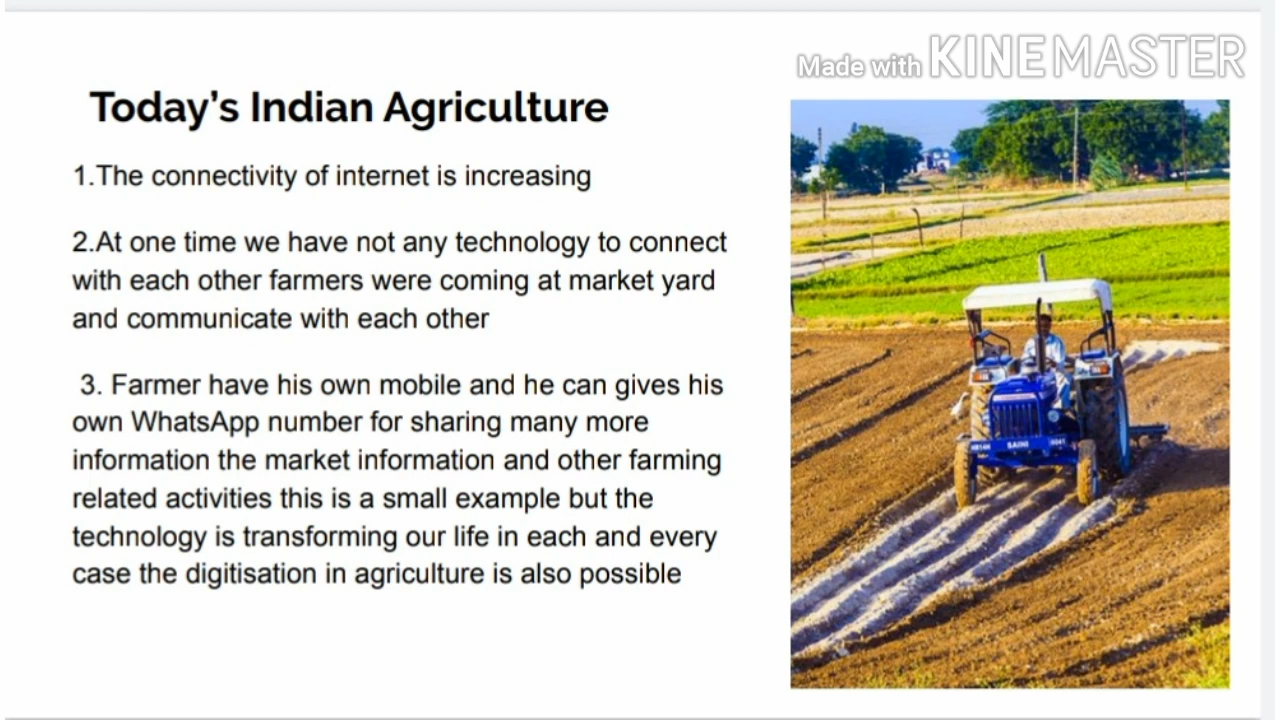 Made with KINEMASTER
Today's Indian Agriculture
1.The connectivity of internet is increasing
2.At one time we have not any technology to connect
with each other farmers were coming at market yard
and communicate with each other
3. Farmer have his own mobile and he can gives his
own WhatsApp number for sharing many more
information the market information and other farming
related activities this is a small example but the
technology is transforming our life in each and every
case the digitisation in agriculture is also possible
SAINI